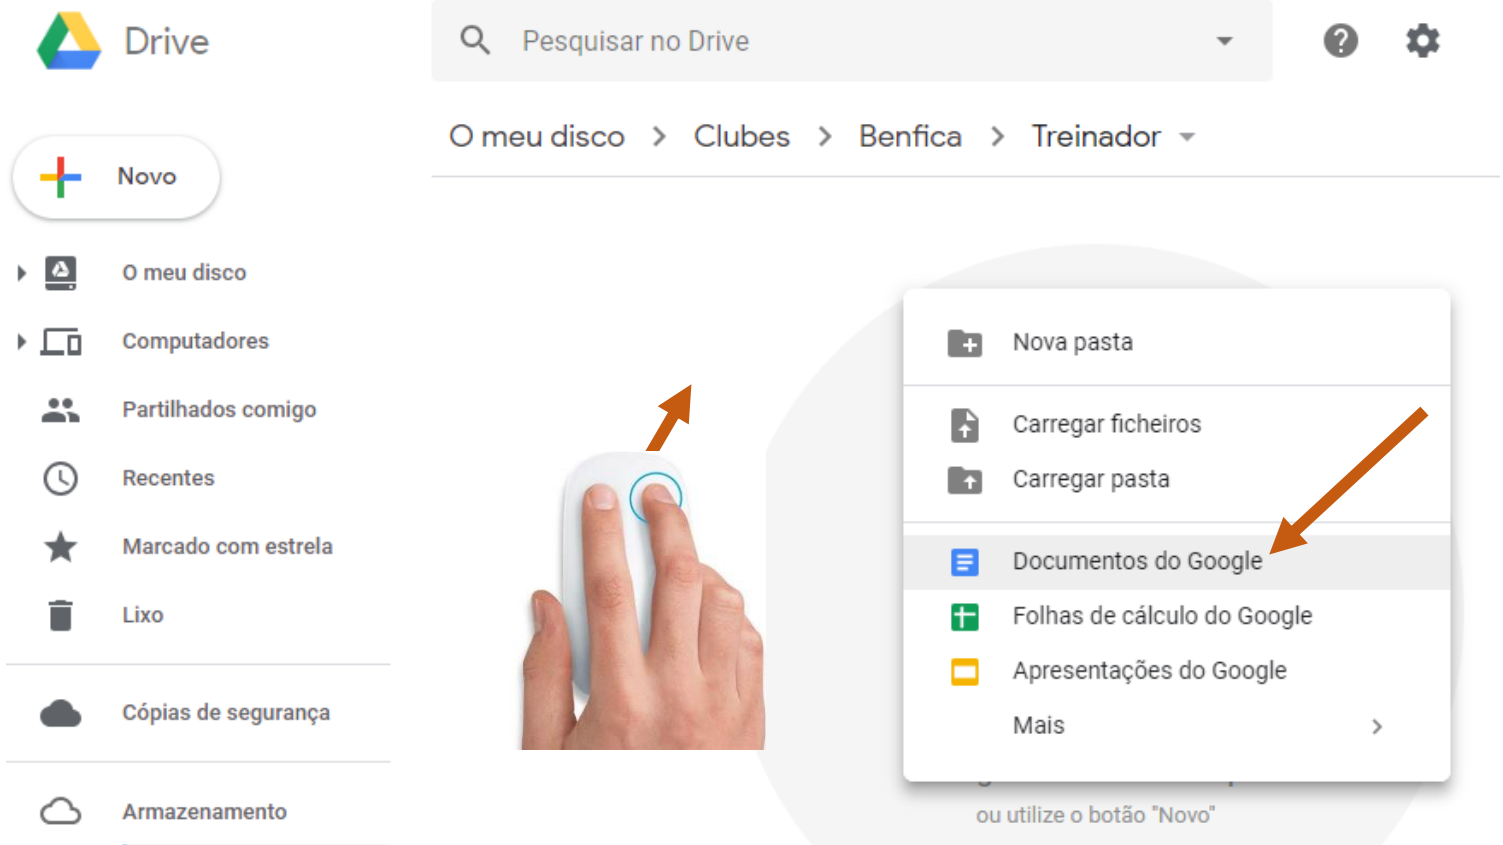 Drive
Pesquisar no Drive
O meu disco > Clubes > Benfica > Treinador
Novo
O meu disco
Computadores
Partilhados comigo
Recentes
Marcado com estrela
Lixo
Cópias de segurança
Armazenamento
Nova pasta
Carregar ficheiros
Carregar pasta
Documentos do Google
Folhas de cálculo do Google
Apresentações do Google
Mais
ou utilize o botão "Novo"